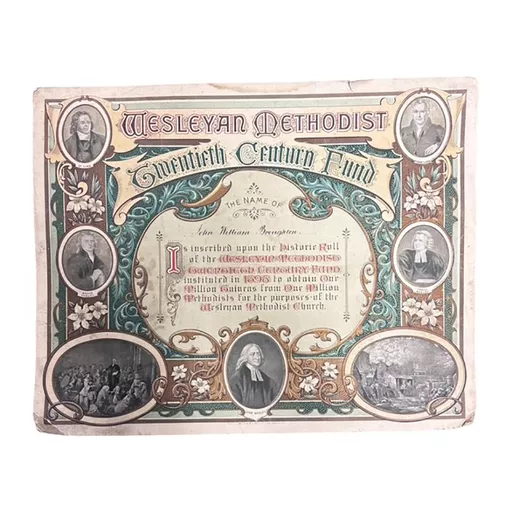 WESLEYAN METHODIST
Twentieth Century Fund
THE NAME OF
John William
Is inscribed upon the Historic Roll
of the WESLEYAN METHODIST
TWENTIETH CENTURY FUND
instituted in 1898 to obtain One
Million Guineas from One Million
Methodists for the purposes of the
Wesleyan Methodist Church.